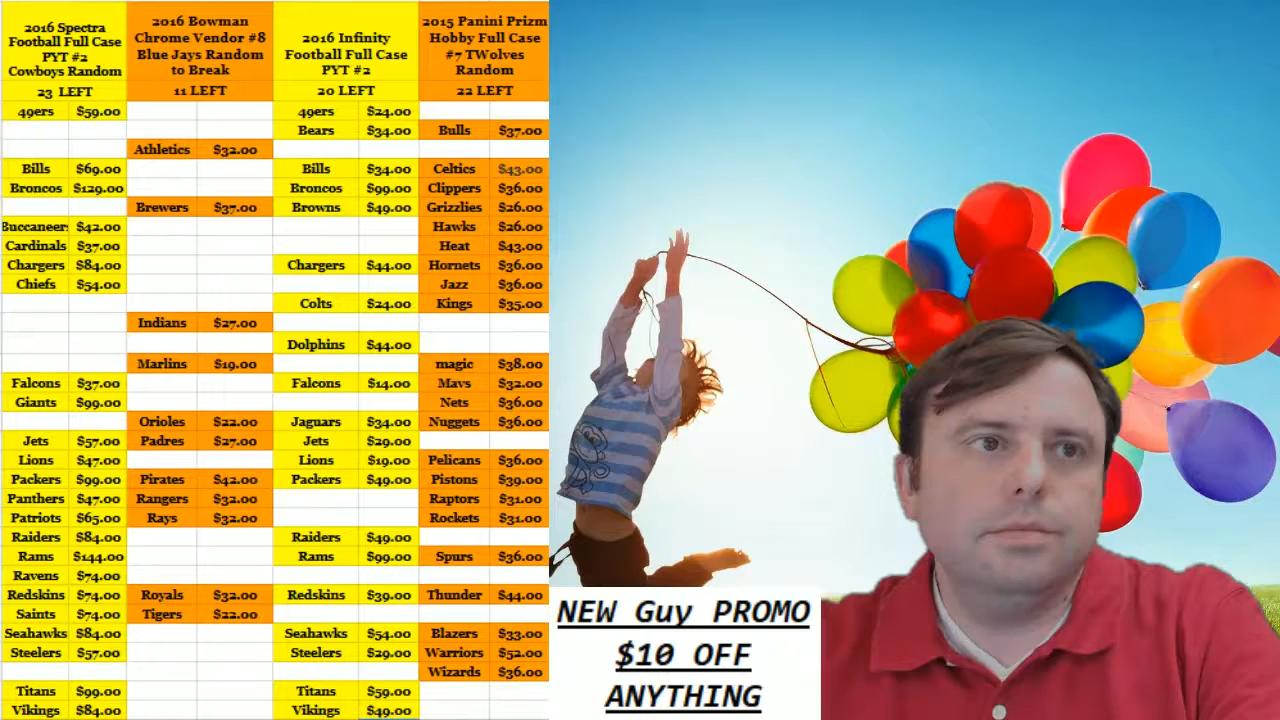 2016 Spectra
Football Full Case
PYT #2
Cowboys Random
23 LEFT
49ers $59.00
Bills $69.00
Broncos $129.00
Buccaneers $42.00
Cardinals $37.00
Chargers $84.00
Chiefs $54.00
Falcons $37.00
Giants $99.00
Jets $57.00
Lions $47.00
Packers $99.00
Panthers $47.00
Patriots $65.00
Raiders $84.00
Rams $144.00
Ravens $74.00
Redskins $74.00
Saints $74.00
Seahawks $84.00
Steelers $57.00
Titans $99.00
Vikings $84.00
2016 Bowman
Chrome Vendor #8
Blue Jays Random
to Break
11 LEFT
Athletics $32.00
Brewers $37.00
Indians $27.00
Marlins $19.00
Orioles $22.00
Padres $27.00
Pirates $42.00
Rangers $32.00
Rays $32.00
Royals $32.00
Tigers $22.00
2016 Infinity
Football Full Case
PYT #2
20 LEFT
49ers $24.00
Bears $34.00
Bills $34.00
Broncos $99.00
Browns $49.00
Chargers $44.00
Colts $24.00
Dolphins $44.00
Falcons $14.00
Jaguars $34.00
Jets $29.00
Lions $19.00
Packers $49.00
Raiders $49.00
Rams $99.00
Redskins $39.00
Seahawks $54.00
Steelers $29.00
Titans $59.00
Vikings $49.00
2015 Panini Prizm
Hobby Full Case
#7 TWolves
Random
22 LEFT
Bulls $37.00
Celtics $43.00
Clippers $36.00
Grizzlies $26.00
Hawks $26.00
Heat $43.00
Hornets $36.00
Jazz $36.00
Kings $35.00
magic $38.00
Mavs $32.00
Nets $36.00
Nuggets $36.00
Pelicans $36.00
Pistons $39.00
Raptors $31.00
Rockets $31.00
Spurs $36.00
Thunder $44.00
Blazers $33.00
Warriors $52.00
Wizards $36.00
NEW Guy PROMO
$10 OFF
ANYTHING